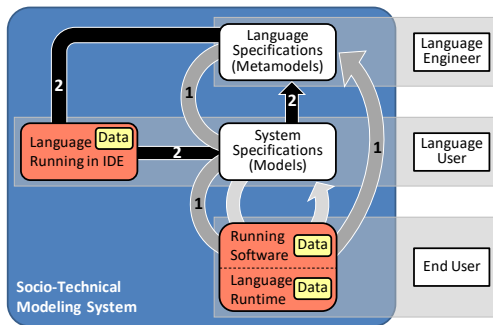 Language
Specifications
(Metamodels)
Language
Engineer
2
1
2
1
Language
Running in IDE
Data
2
System
Specifications
(Models)
Language
User
1
Running
Software
Data
Language
Runtime
Data
End User
Socio-Technical
Modeling System